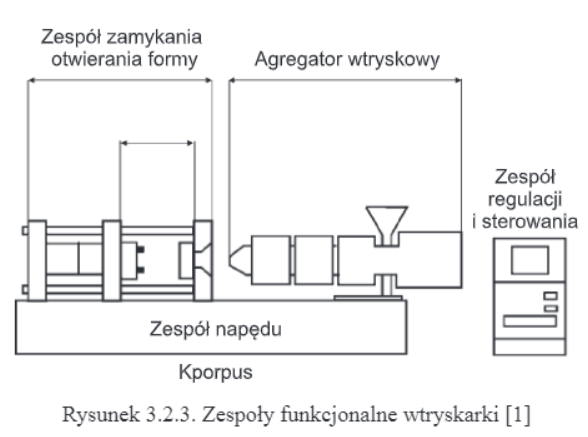 Zespół zamykania
otwierania formy
Agregator wtryskowy
Zespół
regulacji
i sterowania
Zespół napędu
Kporpus
Rysunek 3.2.3. Zespoły funkcjonalne wtryskarki [1]